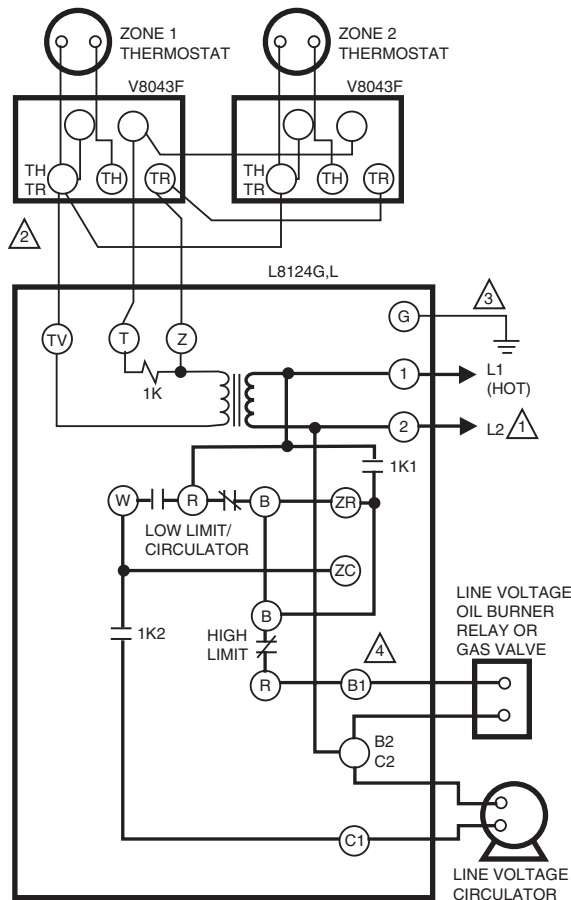 ZONE 1
THERMOSTAT
ZONE 2
THERMOSTAT
V8043F
V8043F
TH
TR
TH
TR
TH
TR
TH
TR
2
L8124G,L
3
G
TV
T
Z
1K
1
L1
(HOT)
2
L2
1
1K1
W
R
B
ZR
LOW LIMIT/
CIRCULATOR
ZC
1K2
B
HIGH
LIMIT
R
4
B1
LINE VOLTAGE
OIL BURNER
RELAY OR
GAS VALVE
B2
C2
C1
LINE VOLTAGE
CIRCULATOR